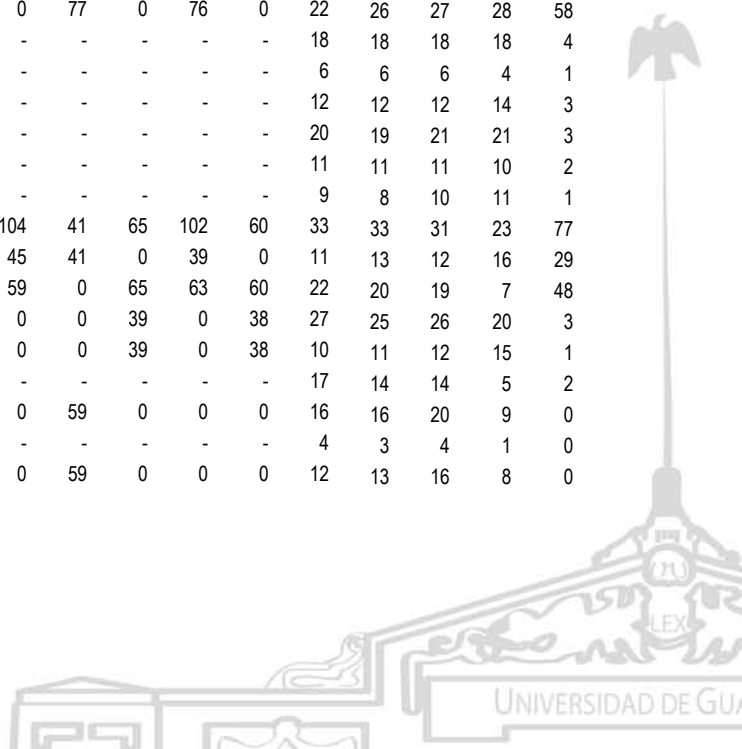 0 77 0 76 0 22 26 27 28 58
- - - - - 18 18 18 18 4
- - - - - 6 6 6 4 1
- - - - - 12 12 12 14 3
- - - - - 20 19 21 21 3
- - - - - 11 11 11 10 2
- - - - - 9 8 10 11 1
104 41 65 102 60 33 33 31 23 77
45 41 0 39 0 11 13 12 16 29
59 0 65 63 60 22 20 19 7 48
0 0 39 0 38 27 25 26 20 3
0 0 39 0 38 10 11 12 15 1
- - - - - 17 14 14 5 2
0 59 0 0 0 16 16 20 9 0
- - - - - 4 3 4 1 0
0 59 0 0 0 12 13 16 8 0
LEX
UNIVERSIDAD DE GUA